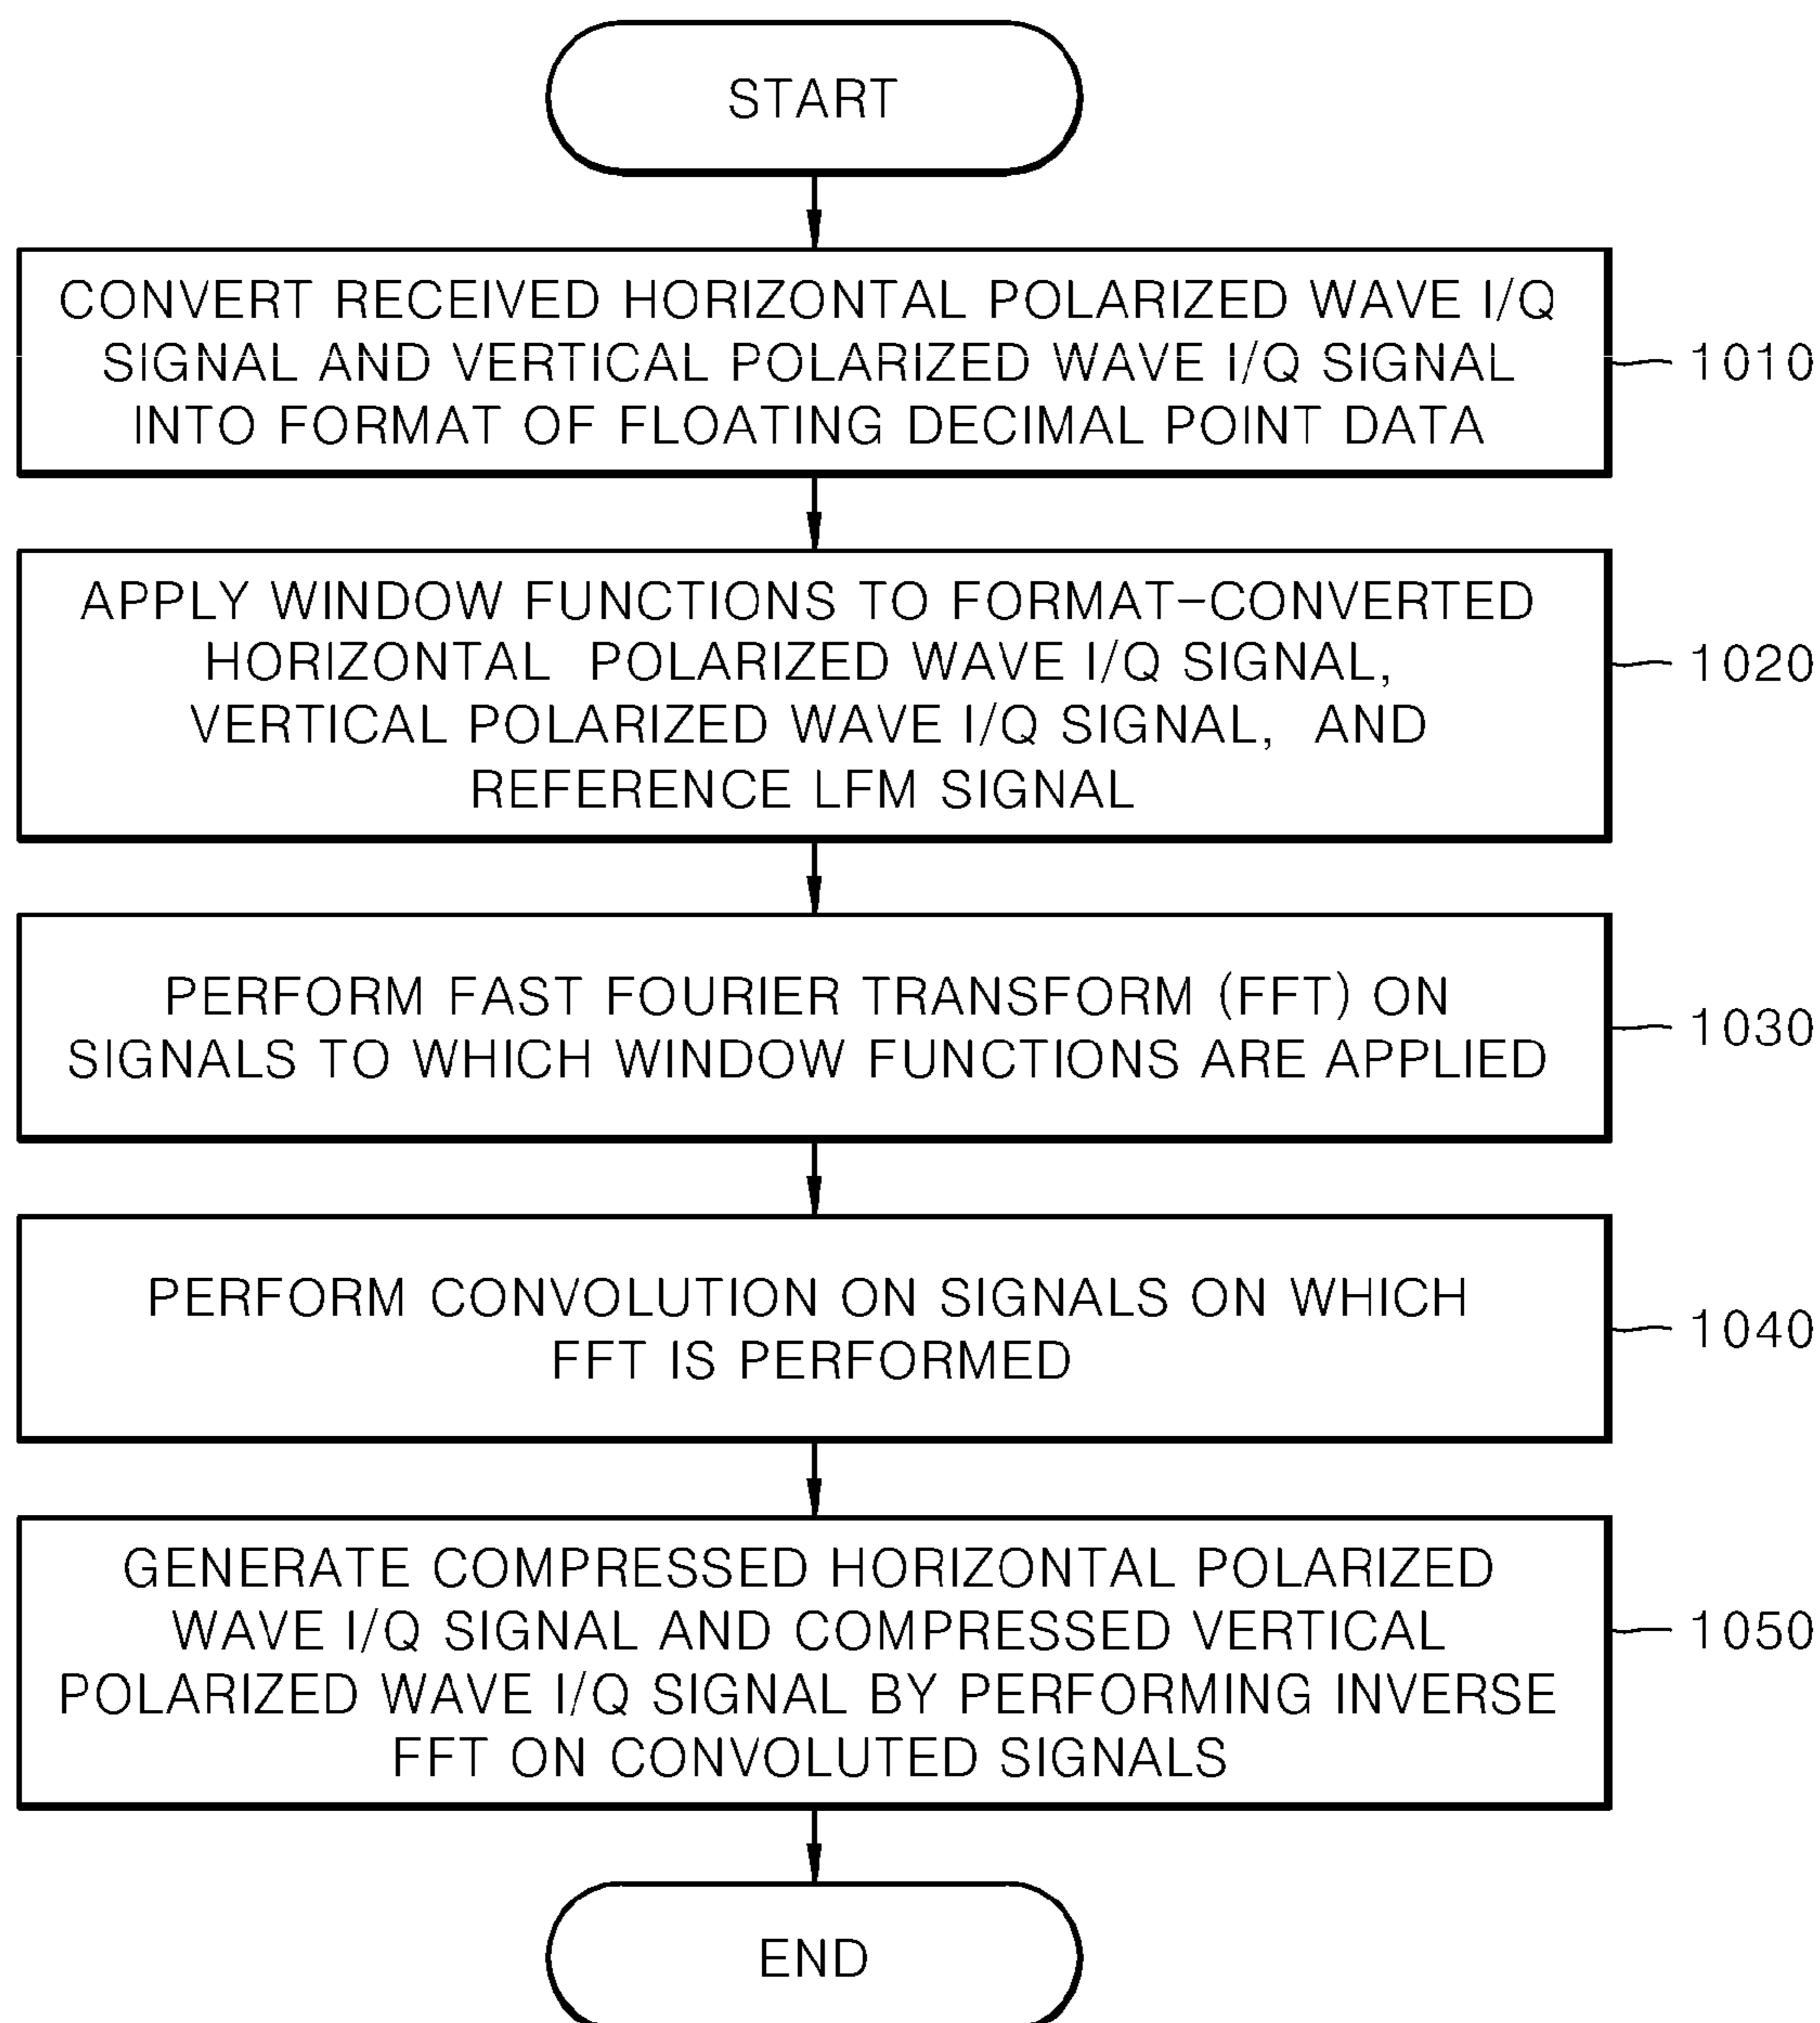 START
CONVERT RECEIVED HORIZONTAL POLARIZED WAVE I/Q
SIGNAL AND VERTICAL POLARIZED WAVE I/Q SIGNAL
INTO FORMAT OF FLOATING DECIMAL POINT DATA
1010
APPLY WINDOW FUNCTIONS TO FORMAT-CONVERTED
HORIZONTAL POLARIZED WAVE I/Q SIGNAL,
VERTICAL POLARIZED WAVE I/Q SIGNAL, AND
REFERENCE LFM SIGNAL
1020
PERFORM FAST FOURIER TRANSFORM (FFT) ON
SIGNALS TO WHICH WINDOW FUNCTIONS ARE APPLIED
1030
PERFORM CONVOLUTION ON SIGNALS ON WHICH
FFT IS PERFORMED
1040
GENERATE COMPRESSED HORIZONTAL POLARIZED
WAVE I/Q SIGNAL AND COMPRESSED VERTICAL
POLARIZED WAVE I/Q SIGNAL BY PERFORMING INVERSE
FFT ON CONVOLUTED SIGNALS
1050
END